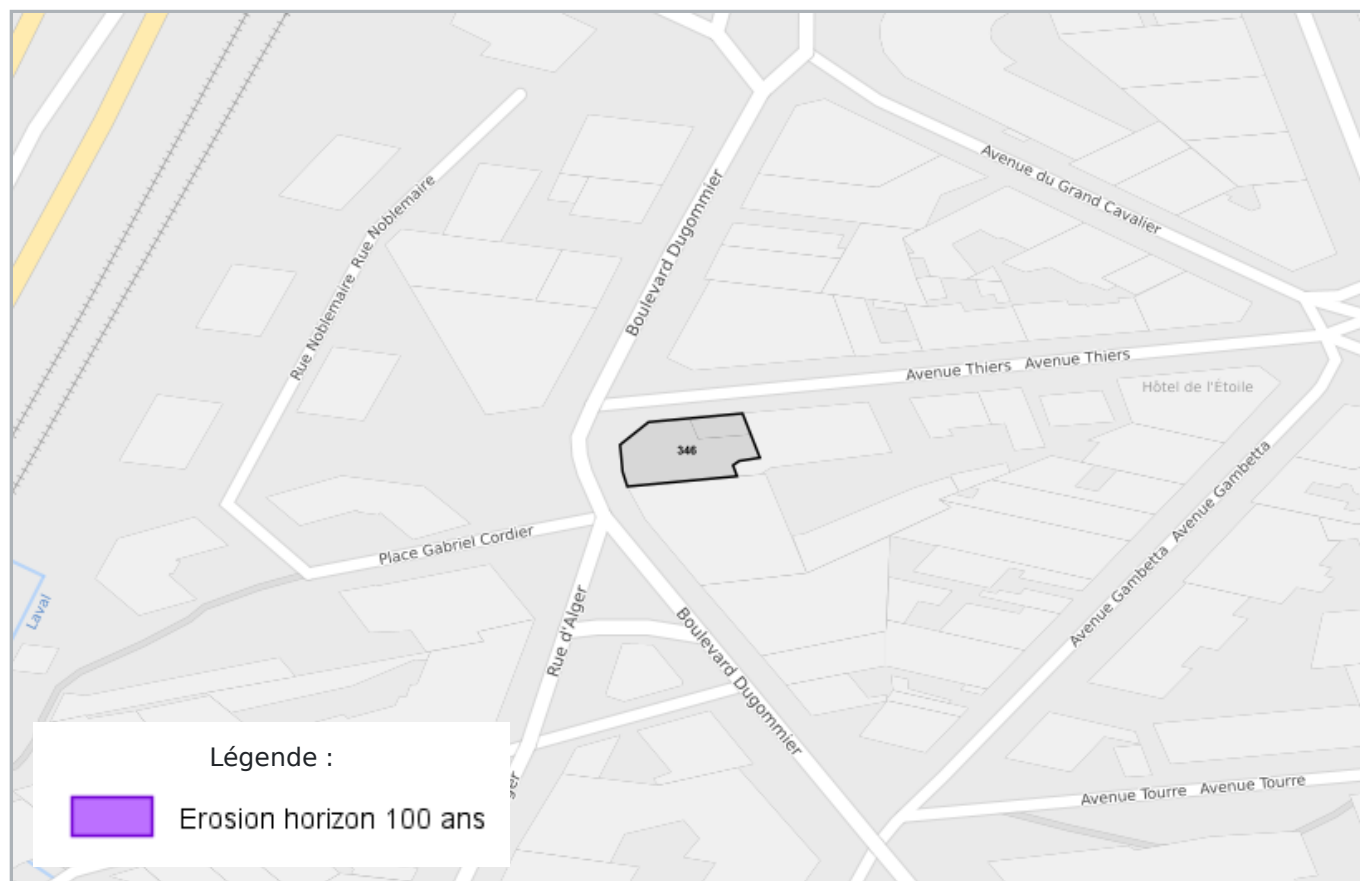 Avenue du Grand Cavalier
Boulevard Dugommier
Rue Noblemaire
Rue Noblemaire
Avenue Thiers Avenue Thiers
Hôtel de l'Étoile
346
Avenue Gambetta
Avenue Gambetta
Place Gabriel Cordier
Laval
Rue d'Alger
Boulevard Dugommier
Légende :
Erosion horizon 100 ans
Avenue Tourre Avenue Tourre